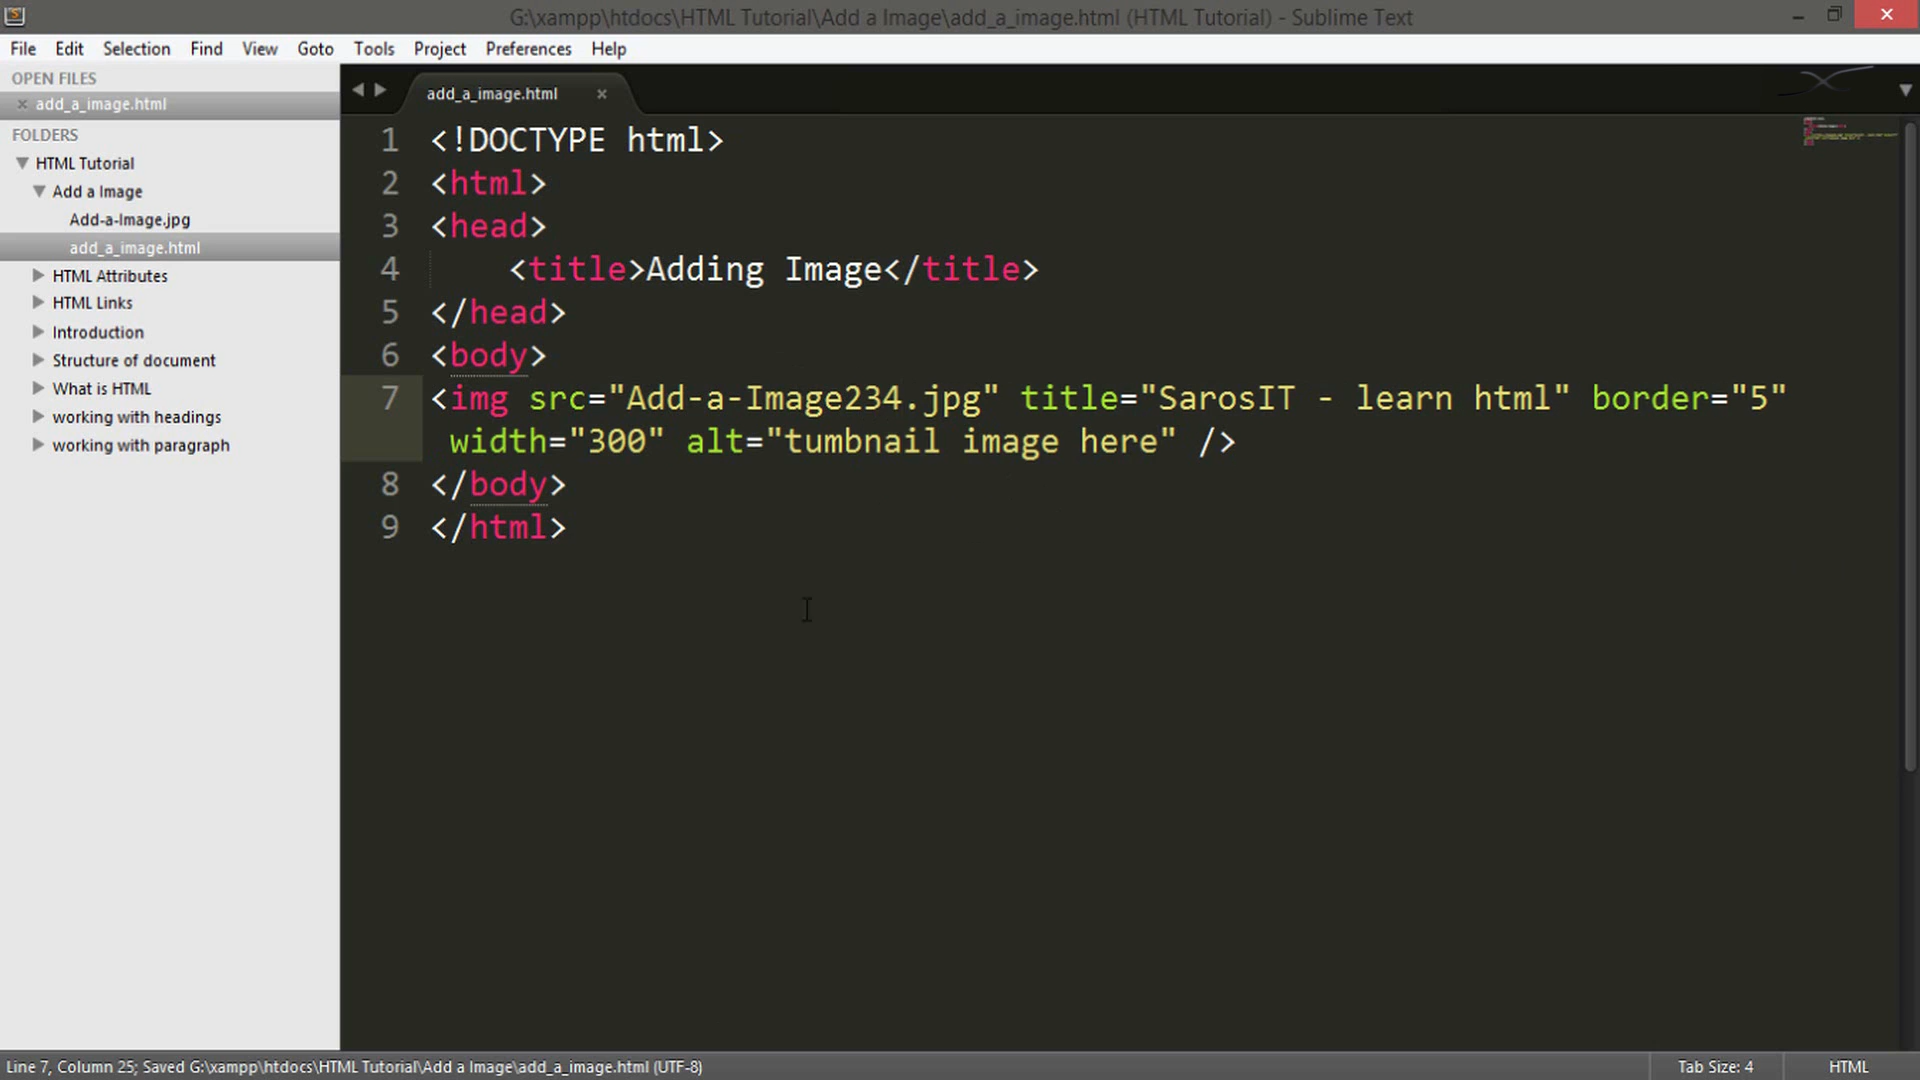 G:\xampp\htdocs\HTML Tutorial\Add a Image\add_a_image.html (HTML Tutorial) - Sublime Text
File Edit Selection Find View Goto Tools Project Preferences Help
OPEN FILES
add_a_image.html
FOLDERS
HTML Tutorial
Add a Image
Add-a-Image.jpg
add_a_image.html
HTML Attributes
HTML Links
Introduction
Structure of document
What is HTML
working with headings
working with paragraph
add_a_image.html
1 <!DOCTYPE html>
2 <html>
3 <head>
4 <title>Adding Image</title>
5 </head>
6 <body>
7 <img src="Add-a-Image234.jpg" title="SarosIT - learn html" border="5"
width="300" alt="tumbnail image here" />
8 </body>
9 </html>
Line 7, Column 25; Saved G:\xampp\htdocs\HTML Tutorial\Add a Image\add_a_image.html (UTF-8)
Tab Size: 4
HTML